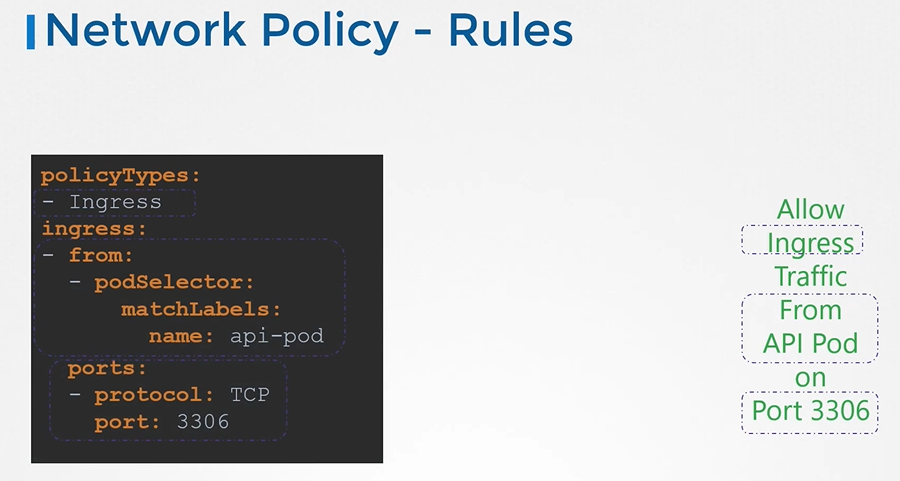 Network Policy - Rules
policyTypes:
- Ingress
ingress:
- from:
  - podSelector:
      matchLabels:
        name: api-pod
  ports:
  - protocol: TCP
    port: 3306
Allow
Ingress
Traffic
From
API Pod
on
Port 3306